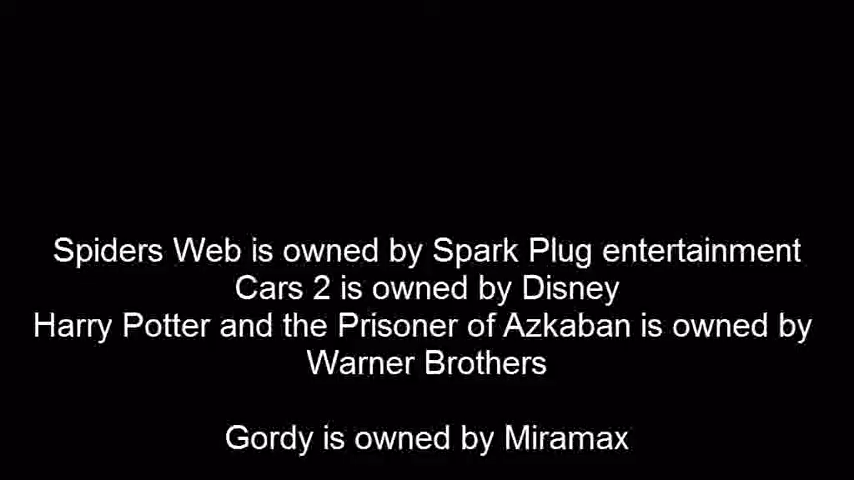 Spiders Web is owned by Spark Plug entertainment
Cars 2 is owned by Disney
Harry Potter and the Prisoner of Azkaban is owned by
Warner Brothers
Gordy is owned by Miramax